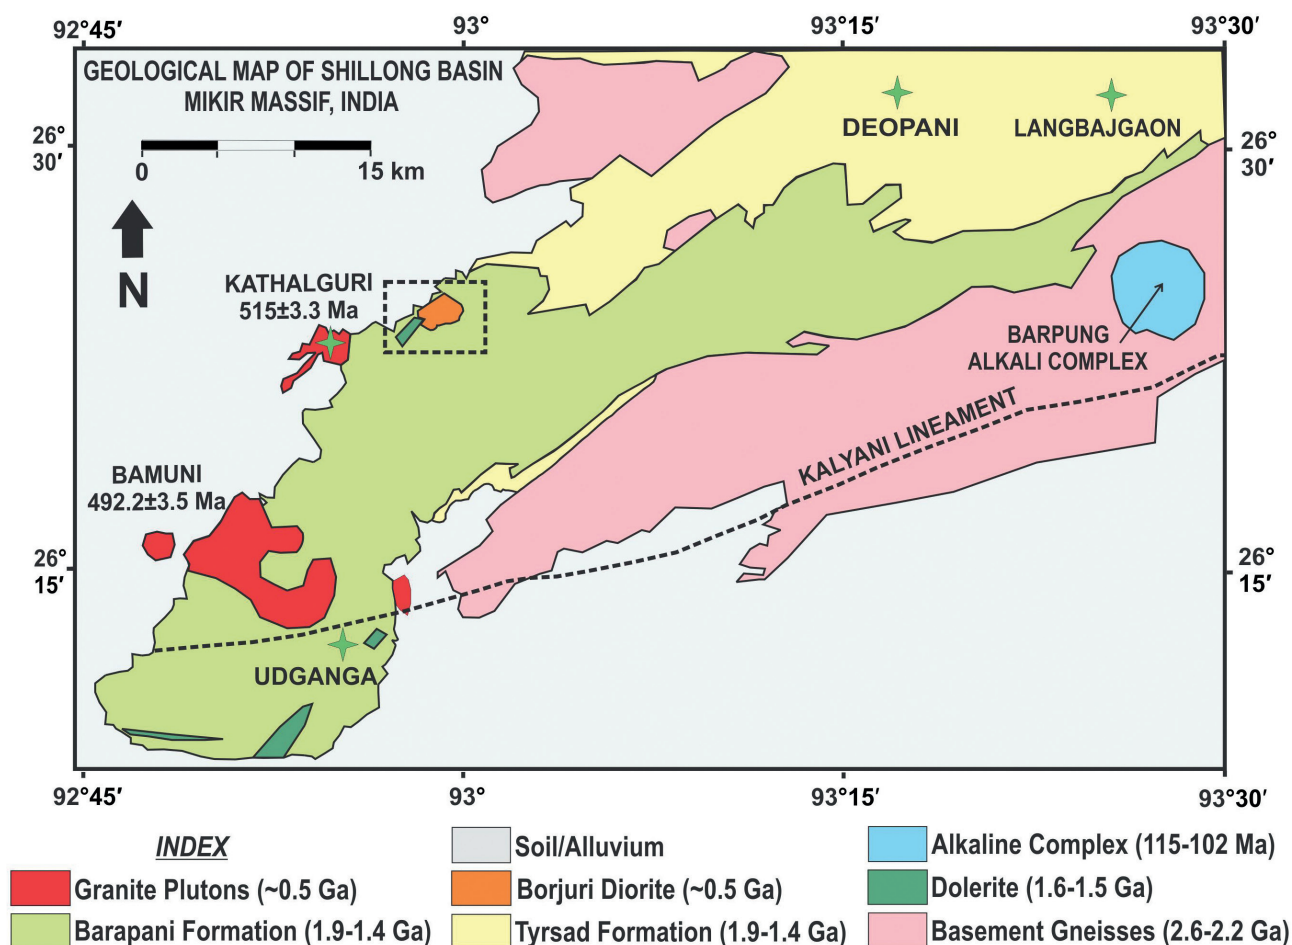 92°45′ 93° 93°15′ 93°30′
GEOLOGICAL MAP OF SHILLONG BASIN
MIKIR MASSIF, INDIA
0 15 km
N
26°
30′
26°
30′
DEOPANI
LANGBAJGAON
KATHALGURI
515±3.3 Ma
BARPUNG
ALKALI COMPLEX
KALYANI LINEAMENT
BAMUNI
492.2±3.5 Ma
26°
15′
26°
15′
UDGANGA
92°45′ 93° 93°15′ 93°30′
INDEX
Soil/Alluvium
Alkaline Complex (115-102 Ma)
Granite Plutons (~0.5 Ga)
Borjuri Diorite (~0.5 Ga)
Dolerite (1.6-1.5 Ga)
Barapani Formation (1.9-1.4 Ga)
Tyrsad Formation (1.9-1.4 Ga)
Basement Gneisses (2.6-2.2 Ga)